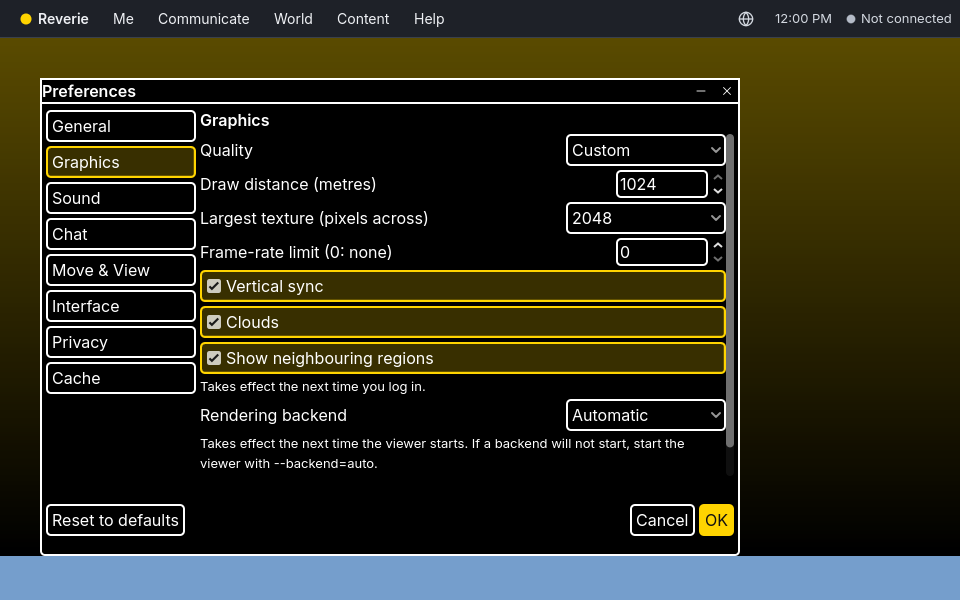 Reverie Me Communicate World Content Help 12:00 PM Not connected
Preferences
General
Graphics
Sound
Chat
Move & View
Interface
Privacy
Cache
Graphics
Quality Custom
Draw distance (metres) 1024
Largest texture (pixels across) 2048
Frame-rate limit (0: none) 0
Vertical sync
Clouds
Show neighbouring regions
Takes effect the next time you log in.
Rendering backend Automatic
Takes effect the next time the viewer starts. If a backend will not start, start the
viewer with --backend=auto.
Reset to defaults Cancel OK